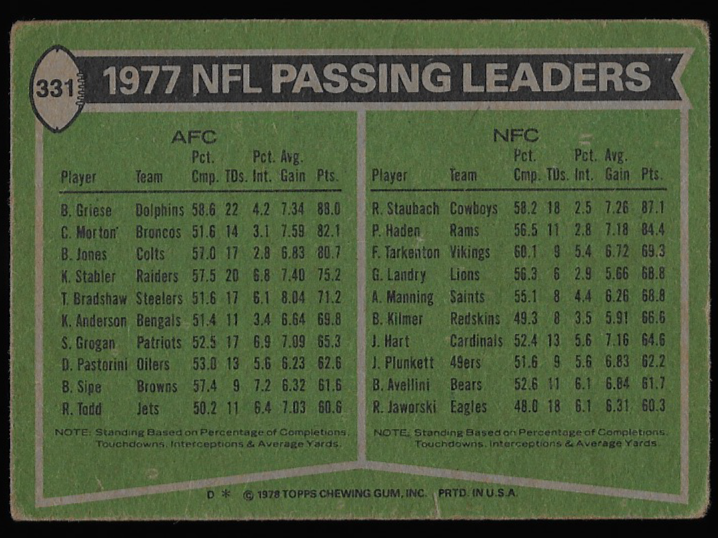 331 1977 NFL PASSING LEADERS
AFC
Pct. Pct. Avg.
Player Team Cmp. TDs. Int. Gain Pts.
B. Griese Dolphins 58.6 22 4.2 7.34 88.0
C. Morton Broncos 51.6 14 3.1 7.59 82.1
B. Jones Colts 57.0 17 2.8 6.83 80.7
K. Stabler Raiders 57.5 20 6.8 7.40 75.2
T. Bradshaw Steelers 51.6 17 6.1 8.04 71.2
K. Anderson Bengals 51.4 11 3.4 6.64 69.8
S. Grogan Patriots 52.5 17 6.9 7.09 65.3
D. Pastorini Oilers 53.0 13 5.6 6.23 62.6
B. Sipe Browns 57.4 9 7.2 6.32 61.6
R. Todd Jets 50.2 11 6.4 7.03 60.6
NOTE: Standing Based on Percentage of Completions,
Touchdowns, Interceptions & Average Yards.
NFC
Pct. Pct. Avg.
Player Team Cmp. TDs. Int. Gain Pts.
R. Staubach Cowboys 58.2 18 2.5 7.26 87.1
P. Haden Rams 56.5 11 2.8 7.18 84.4
F. Tarkenton Vikings 60.1 9 5.4 6.72 69.3
G. Landry Lions 56.3 6 2.9 5.66 68.8
A. Manning Saints 55.1 8 4.4 6.26 68.8
B. Kilmer Redskins 49.3 8 3.5 5.91 66.6
J. Hart Cardinals 52.4 13 5.6 7.16 64.6
J. Plunkett 49ers 51.6 9 5.6 6.83 62.2
B. Avellini Bears 52.6 11 6.1 6.84 61.7
R. Jaworski Eagles 48.0 18 6.1 6.31 60.3
NOTE: Standing Based on Percentage of Completions,
Touchdowns, Interceptions & Average Yards.
D * © 1978 TOPPS CHEWING GUM, INC. PRTD. IN U.S.A.